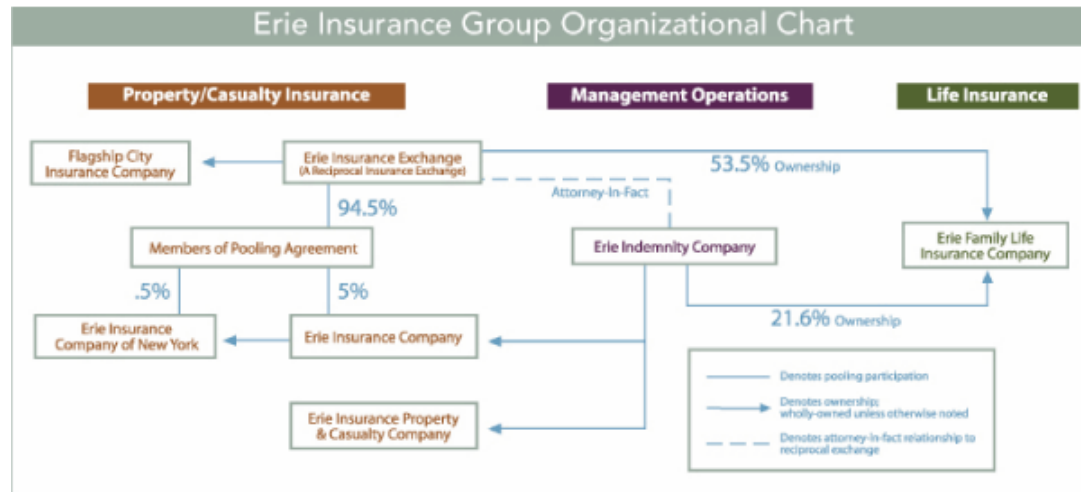 Erie Insurance Group Organizational Chart
Property/Casualty Insurance
Management Operations
Life Insurance
Flagship City
Insurance Company
Erie Insurance Exchange
(A Reciprocal Insurance Exchange)
53.5% Ownership
Attorney-In-Fact
94.5%
Members of Pooling Agreement
Erie Indemnity Company
Erie Family Life
Insurance Company
.5%
5%
21.6% Ownership
Erie Insurance
Company of New York
Erie Insurance Company
Erie Insurance Property
& Casualty Company
Denotes pooling participation
Denotes ownership;
wholly-owned unless otherwise noted
Denotes attorney-in-fact relationship to
reciprocal exchange